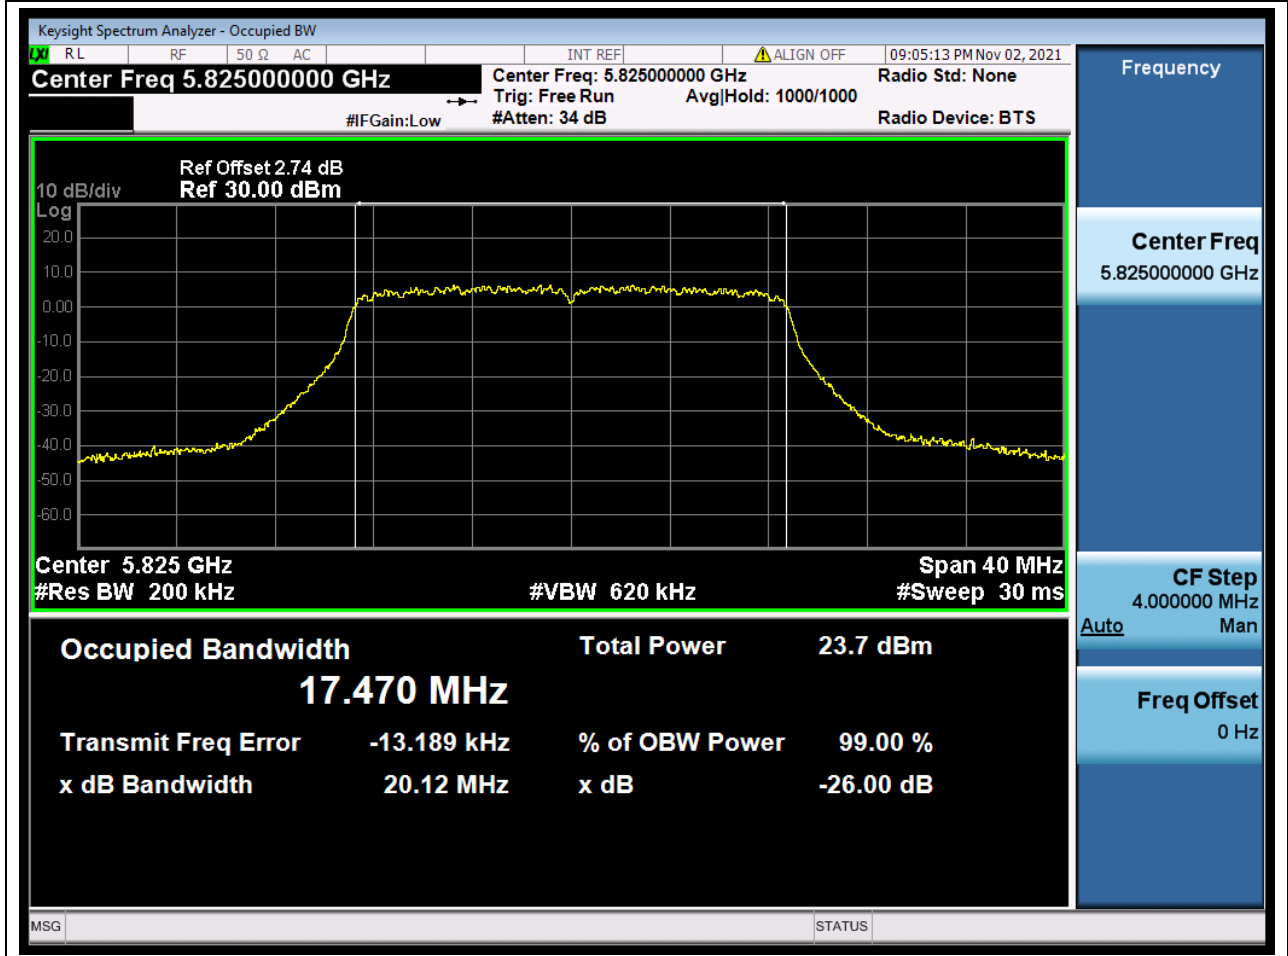 Keysight Spectrum Analyzer - Occupied BW
LXI RL RF 50 Ω AC INT REF ALIGN OFF 09:05:13 PM Nov 02, 2021
Center Freq 5.825000000 GHz
Center Freq: 5.825000000 GHz
Radio Std: None
Trig: Free Run Avg|Hold: 1000/1000
#IFGain:Low
#Atten: 34 dB
Radio Device: BTS
Ref Offset 2.74 dB
10 dB/div Ref 30.00 dBm
Log
20.0
10.0
0.00
-10.0
-20.0
-30.0
-40.0
-50.0
-60.0
Center 5.825 GHz Span 40 MHz
#Res BW 200 kHz #VBW 620 kHz #Sweep 30 ms
Occupied Bandwidth Total Power 23.7 dBm
17.470 MHz
Transmit Freq Error -13.189 kHz % of OBW Power 99.00 %
x dB Bandwidth 20.12 MHz x dB -26.00 dB
MSG STATUS
Frequency
Center Freq
5.825000000 GHz
CF Step
4.000000 MHz
Auto Man
Freq Offset
0 Hz